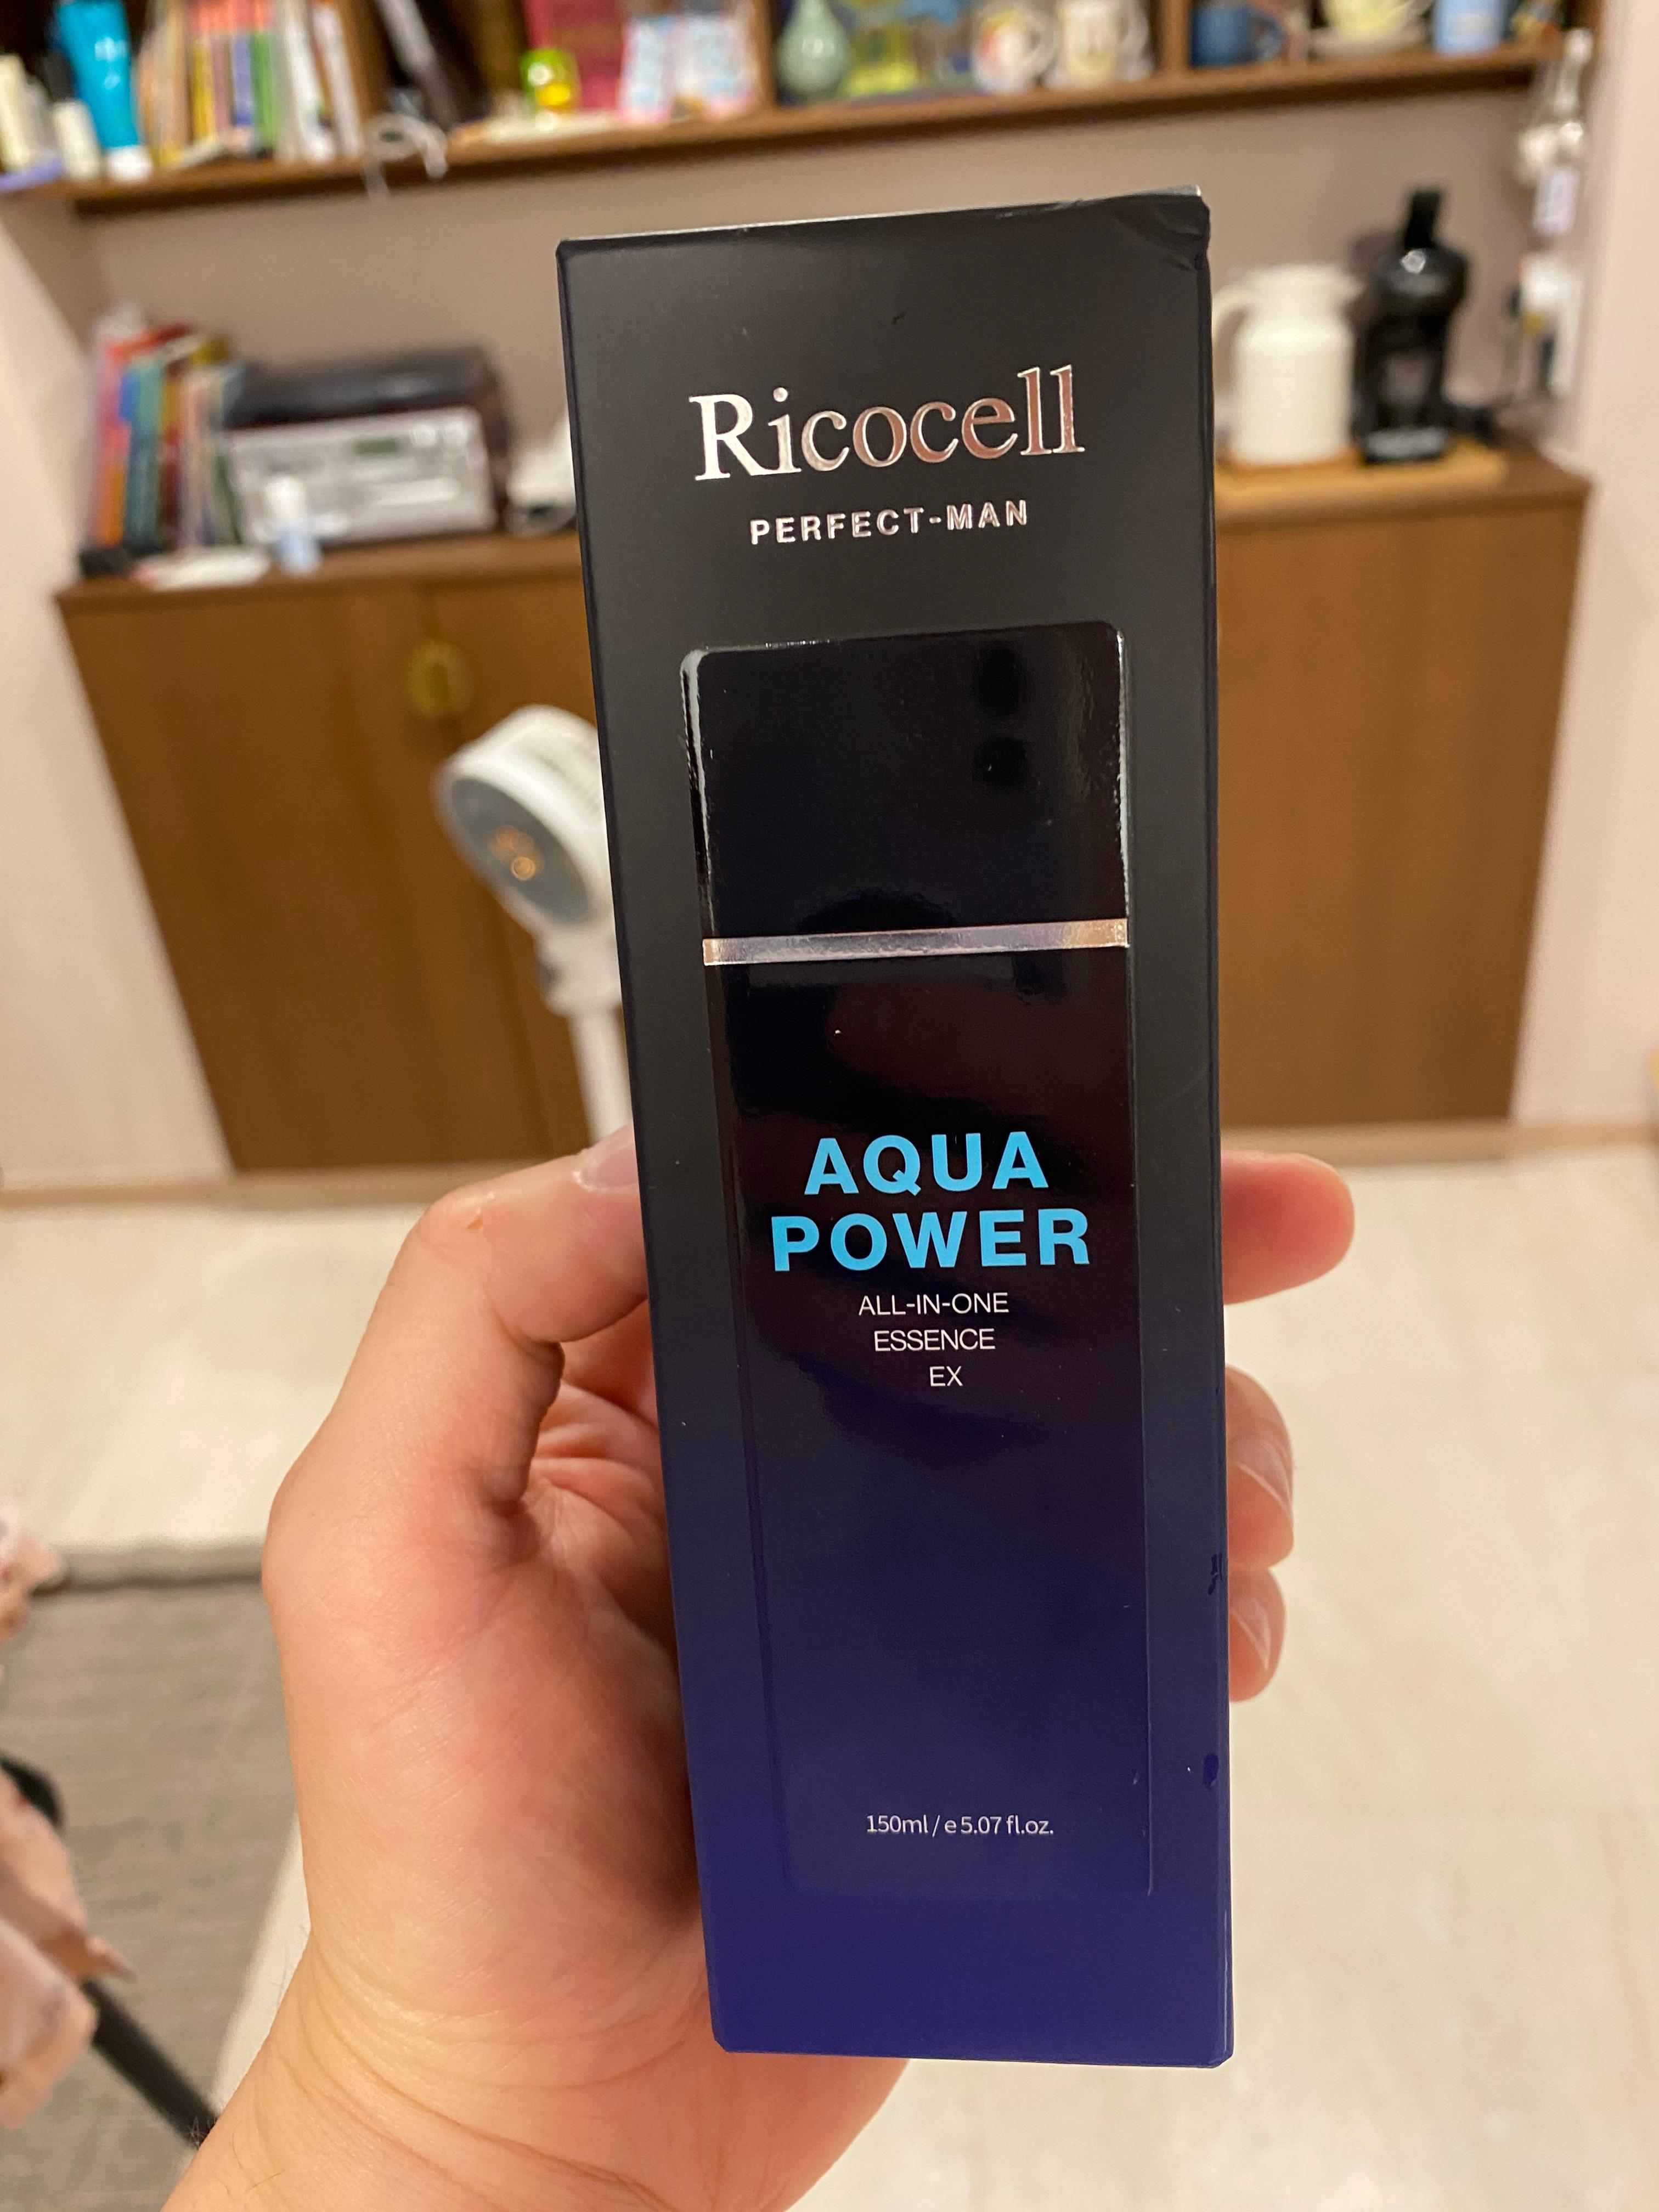 Ricocell
PERFECT-MAN
AQUA
POWER
ALL-IN-ONE
ESSENCE
EX
150ml / e 5.07 fl.oz.